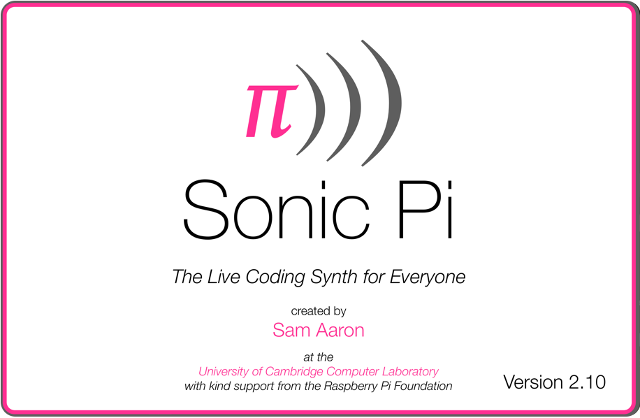 π
Sonic Pi
The Live Coding Synth for Everyone
created by
Sam Aaron
at the
University of Cambridge Computer Laboratory
with kind support from the Raspberry Pi Foundation
Version 2.10